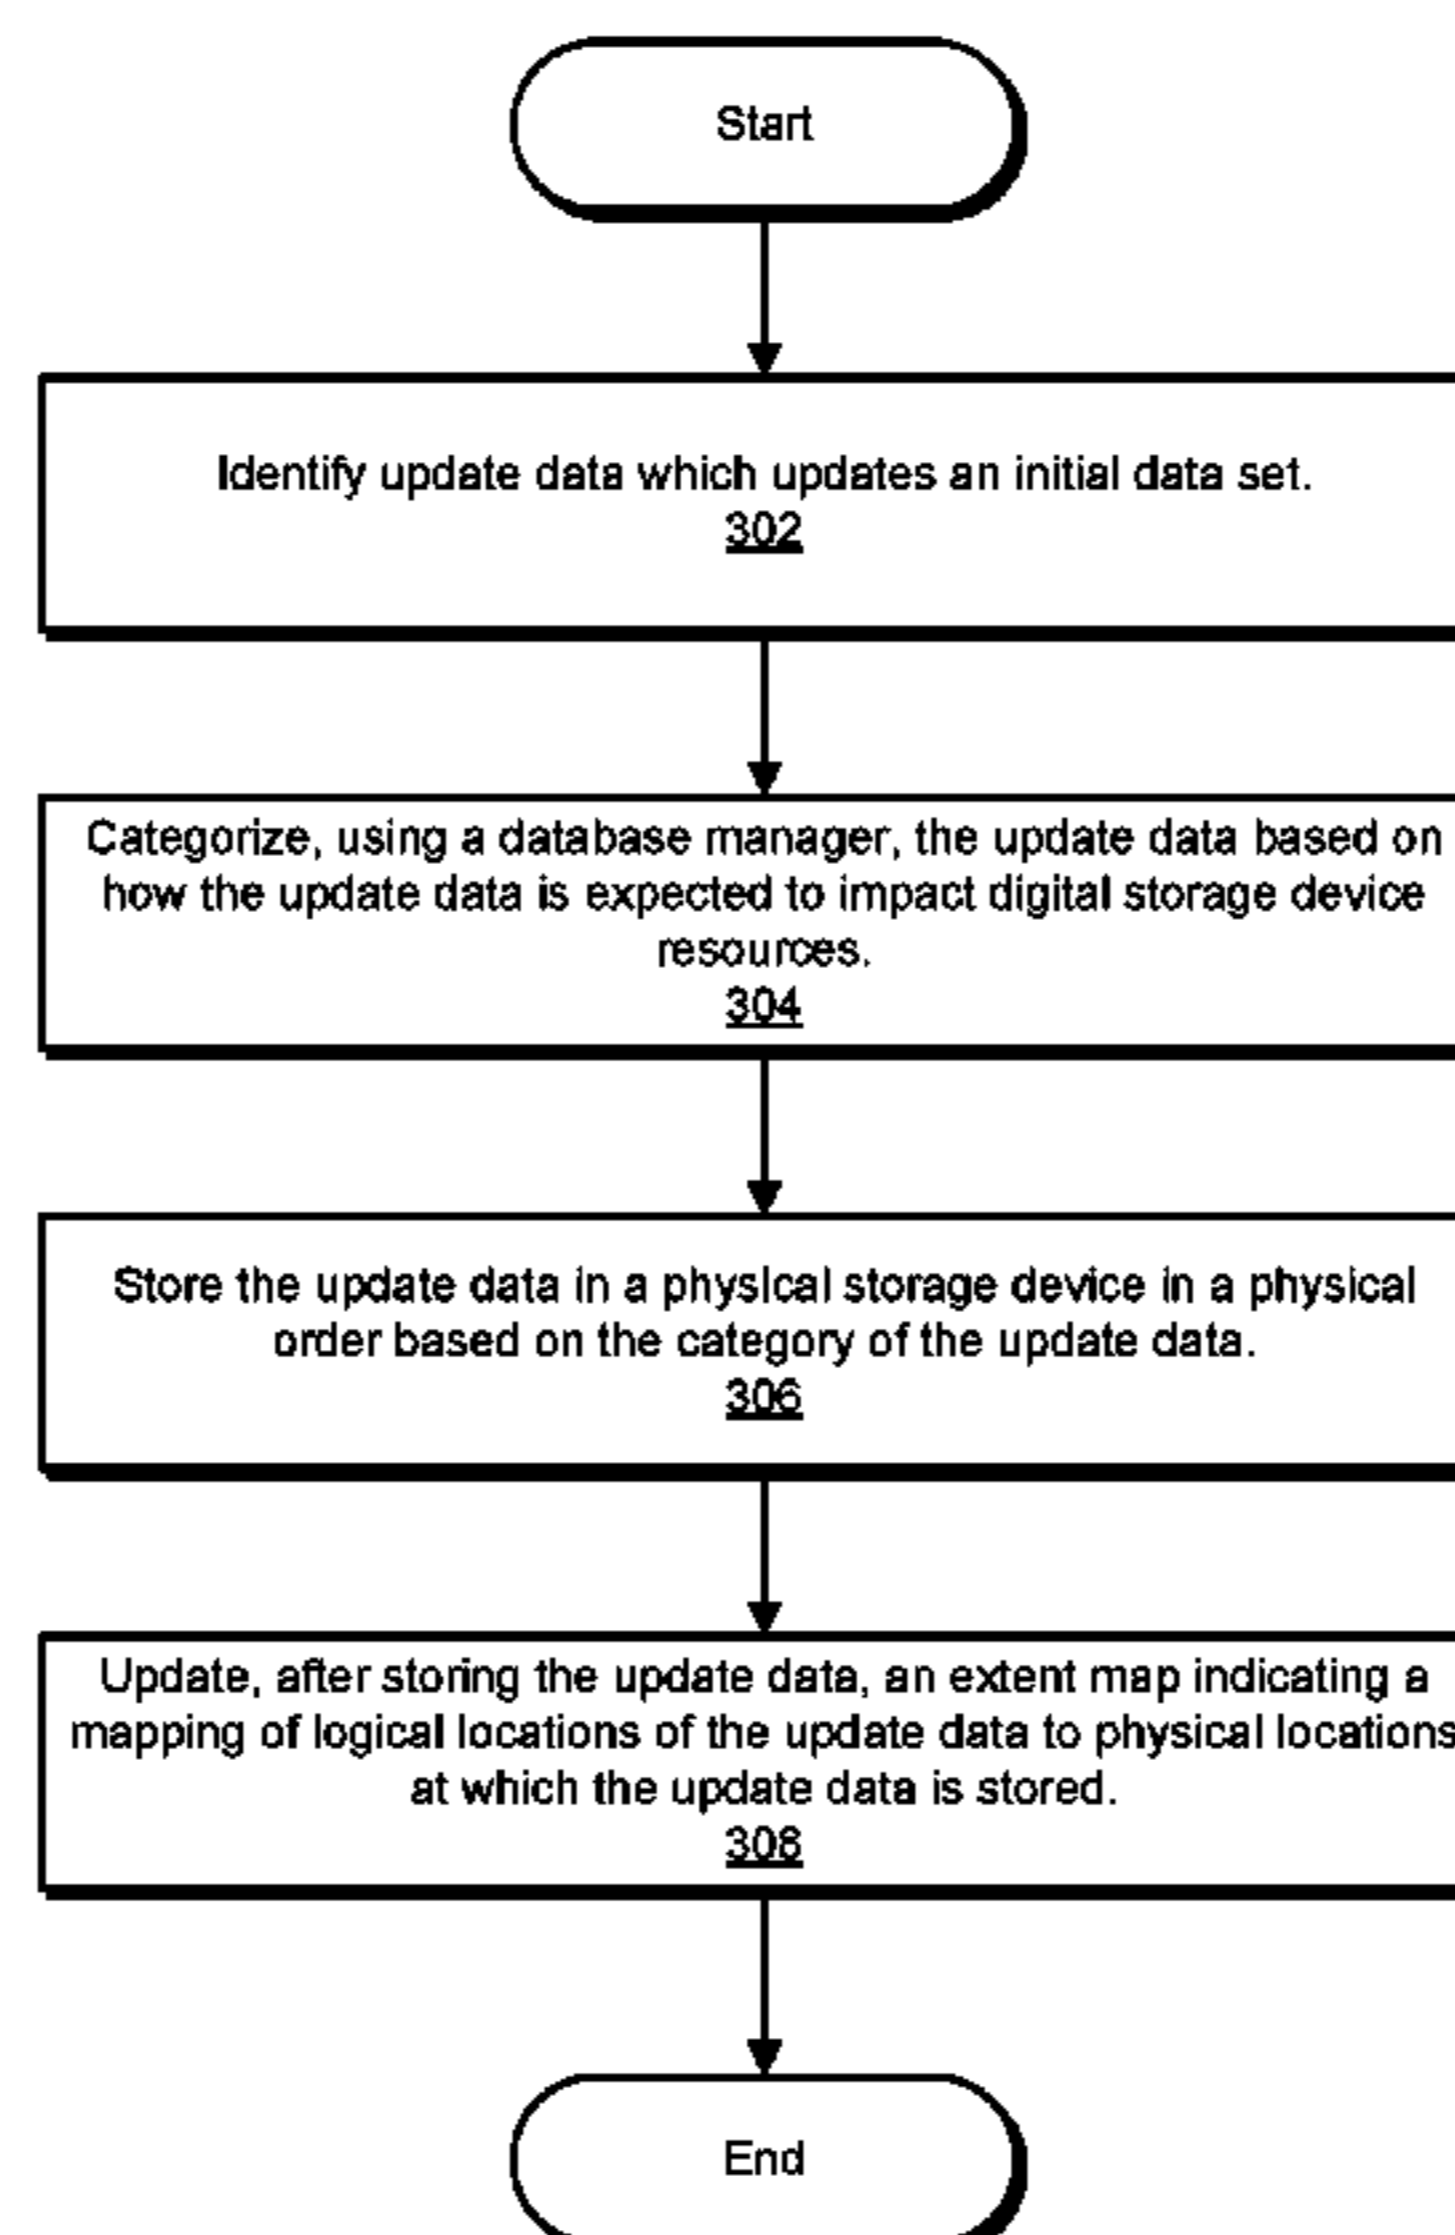 Start
Identify update data which updates an initial data set.
302
Categorize, using a database manager, the update data based on
how the update data is expected to impact digital storage device
resources.
304
Store the update data in a physical storage device in a physical
order based on the category of the update data.
306
Update, after storing the update data, an extent map indicating a
mapping of logical locations of the update data to physical locations
at which the update data is stored.
308
End